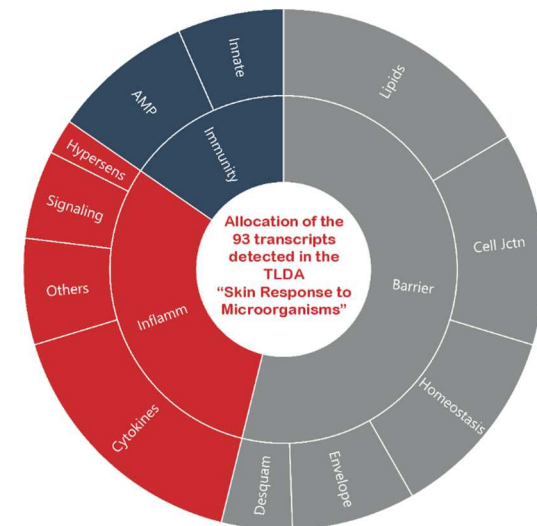 Allocation of the
93 transcripts
detected in the
TLDA
“Skin Response to
Microorganisms”
Barrier
Inflamm
Immunity
Lipids
Cell Jctn
Homeostasis
Envelope
Desquam
Cytokines
Others
Signaling
Hypersens
AMP
Innate